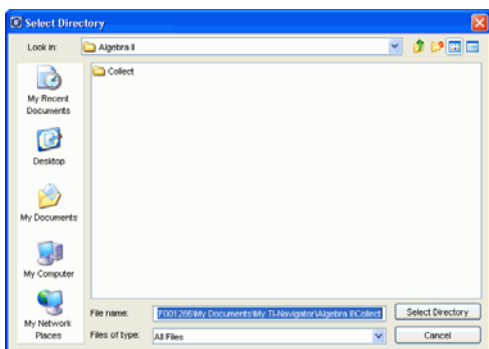 Select Directory
Look in:
Algebra II
Collect
My Recent
Documents
Desktop
My Documents
My Computer
My Network
Places
File name:
F001286\My Documents\My TI-Navigator\Algebra II\Collect
Select Directory
Files of type:
All Files
Cancel